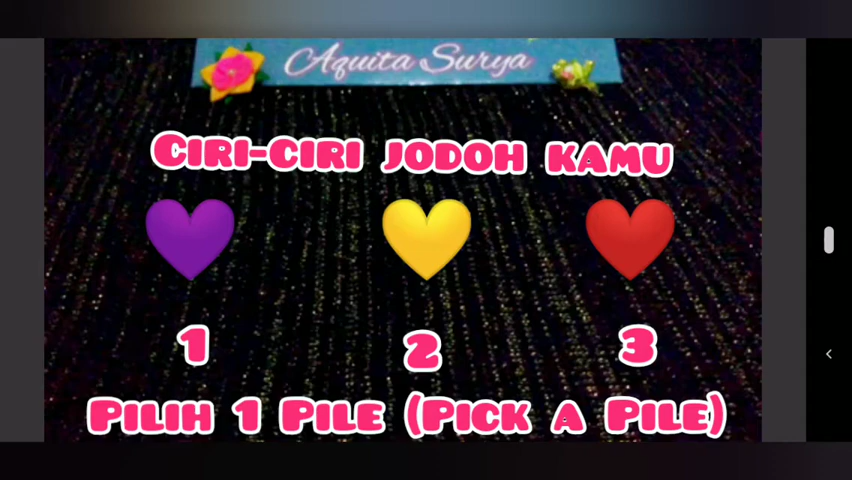 Aquita Surya
CIRI-CIRI JODOH KAMU
1 2 3
PILIH 1 PILE (PICK A PILE)